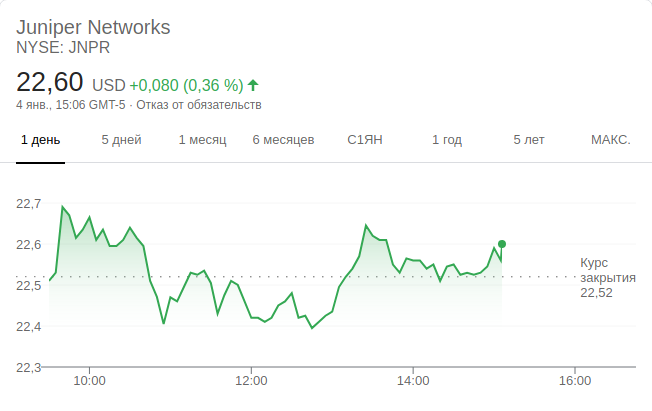 Juniper Networks
NYSE: JNPR
22,60 USD +0,080 (0,36 %)
4 янв., 15:06 GMT-5 · Отказ от обязательств
1 день 5 дней 1 месяц 6 месяцев С1ЯН 1 год 5 лет МАКС.
22,7
22,6
22,5
22,4
22,3
Курс
закрытия
22,52
10:00 12:00 14:00 16:00